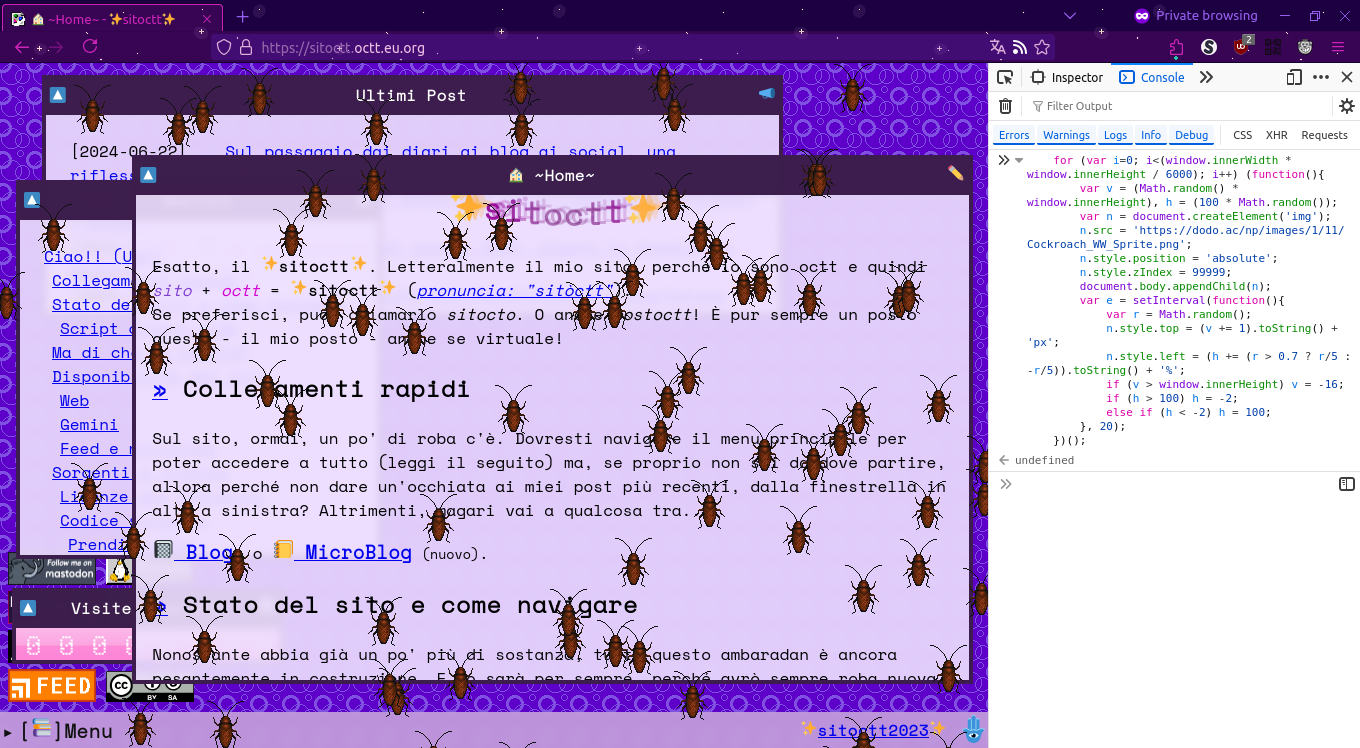 ~Home~ - ✨sitoctt✨
Private browsing
https://sitoctt.octt.eu.org
2
Ultimi Post
[2024-06-22] Sul passaggio dai diari ai blog ai social, una
rifless
Ciao!! (U
Collegam
Stato de
Script
Ma di ch
Disponib
Web
Gemini
Feed e
Sorgenti
Licenze
Codice
Prendi
Follow me on
mastodon
Visite
0 0 0
FEED
CC
BY SA
🏠 ~Home~
✨sitoctt✨
Esatto, il ✨sitoctt✨. Letteralmente il mio sito, perché io sono octt e quindi
sito + octt = ✨sitoctt✨ (pronuncia: "sitòctt")
Se preferisci, puoi chiamarlo sitocto. O anche postoctt! È pur sempre un posto
questo - il mio posto - anche se virtuale!
» Collegamenti rapidi
Sul sito, ormai, un po' di roba c'è. Dovresti navigare il menu principale per
poter accedere a tutto (leggi il seguito) ma, se proprio non sai da dove partire,
allora perché non dare un'occhiata ai miei post più recenti, dalla finestrella in
alto a sinistra? Altrimenti, magari vai a qualcosa tra..
📓 Blog o 📒 MicroBlog (nuovo).
» Stato del sito e come navigare
Nonostante abbia già un po' più di sostanza, tutto questo ambaradan è ancora
pesantemente in costruzione. E lo sarà per sempre, perché avrò sempre roba nuova
▸ [📚]Menu
✨sitoctt2023✨
Inspector
Console
Filter Output
Errors Warnings Logs Info Debug CSS XHR Requests
for (var i=0; i<(window.innerWidth *
window.innerHeight / 6000); i++) (function(){
var v = (Math.random() *
window.innerHeight), h = (100 * Math.random());
var n = document.createElement('img');
n.src = 'https://dodo.ac/np/images/1/11/
Cockroach_WW_Sprite.png';
n.style.position = 'absolute';
n.style.zIndex = 99999;
document.body.appendChild(n);
var e = setInterval(function(){
var r = Math.random();
n.style.top = (v += 1).toString() +
'px';
n.style.left = (h += (r > 0.7 ? r/5 :
-r/5)).toString() + '%';
if (v > window.innerHeight) v = -16;
if (h > 100) h = -2;
else if (h < -2) h = 100;
}, 20);
})();
undefined